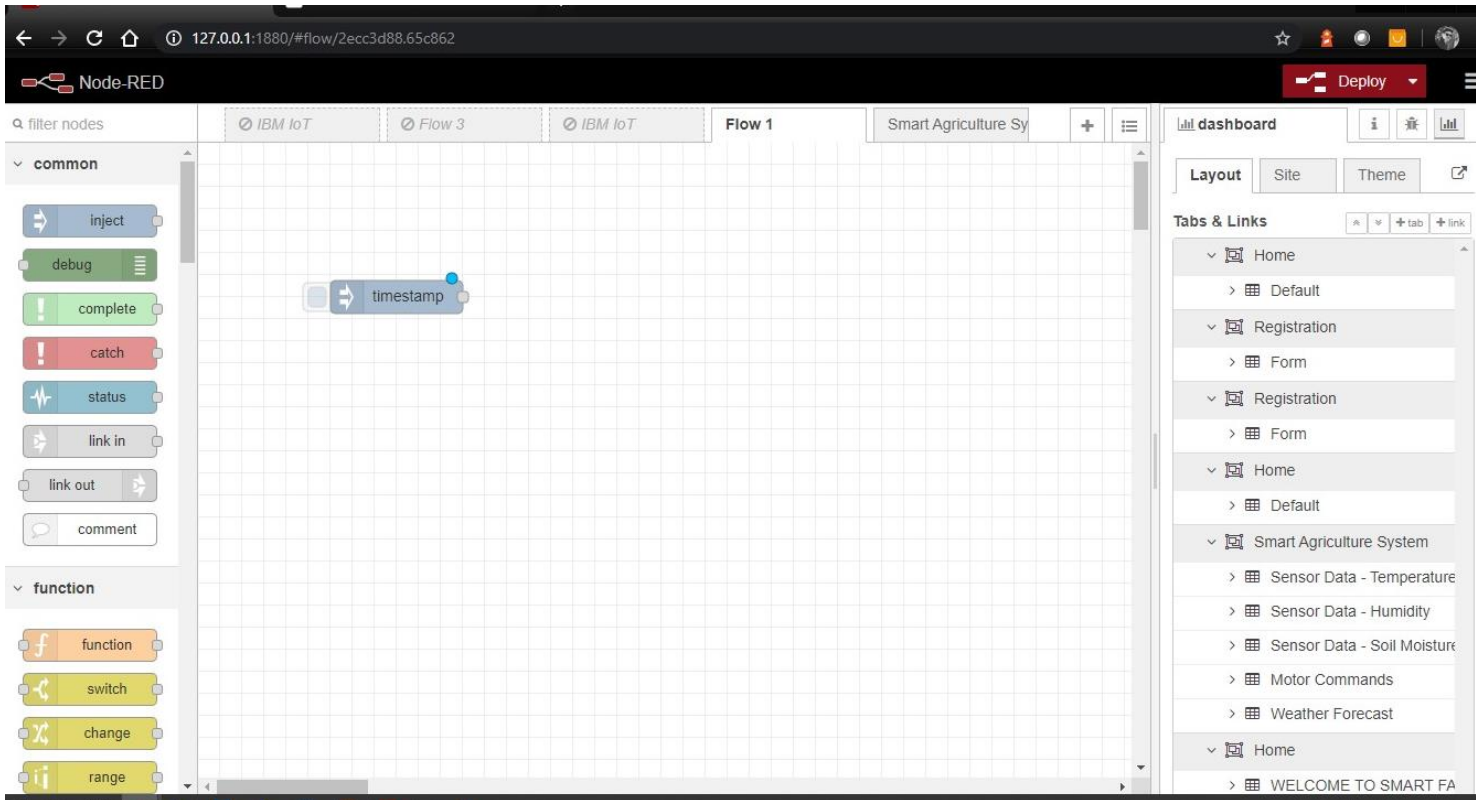 127.0.0.1:1880/#flow/2ecc3d88.65c862
Node-RED
Deploy
filter nodes
IBM IoT
Flow 3
IBM IoT
Flow 1
Smart Agriculture Sy
dashboard
i
common
inject
debug
complete
catch
status
link in
link out
comment
function
function
switch
change
range
timestamp
Layout
Site
Theme
Tabs & Links
+ tab
+ link
Home
Default
Registration
Form
Registration
Form
Home
Default
Smart Agriculture System
Sensor Data - Temperature
Sensor Data - Humidity
Sensor Data - Soil Moisture
Motor Commands
Weather Forecast
Home
WELCOME TO SMART FA